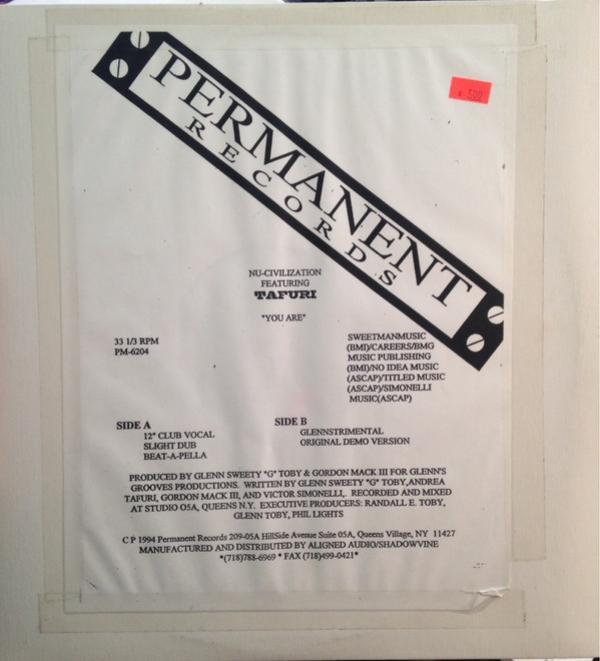 PERMANENT
RECORDS
500
NU-CIVILIZATION
FEATURING
TAFURI
"YOU ARE"
33 1/3 RPM
PM-6204
SWEETMANMUSIC
(BMI)/CAREERS/BMG
MUSIC PUBLISHING
(BMI)/NO IDEA MUSIC
(ASCAP)/TITLED MUSIC
(ASCAP)/SIMONELLI
MUSIC(ASCAP)
SIDE A
12" CLUB VOCAL
SLIGHT DUB
BEAT-A-PELLA
SIDE B
GLENNSTRIMENTAL
ORIGINAL DEMO VERSION
PRODUCED BY GLENN SWEETY "G" TOBY & GORDON MACK III FOR GLENN'S
GROOVES PRODUCTIONS. WRITTEN BY GLENN SWEETY "G" TOBY,ANDREA
TAFURI, GORDON MACK III, AND VICTOR SIMONELLI,. RECORDED AND MIXED
AT STUDIO O5A, QUEENS N.Y. EXECUTIVE PRODUCERS: RANDALL E. TOBY,
GLENN TOBY, PHIL LIGHTS
C P 1994 Permanent Records 209-05A HillSide Avenue Suite 05A, Queens Village, NY 11427
MANUFACTURED AND DISTRIBUTED BY ALIGNED AUDIO/SHADOWVINE
*(718)788-6969 * FAX (718)499-0421*